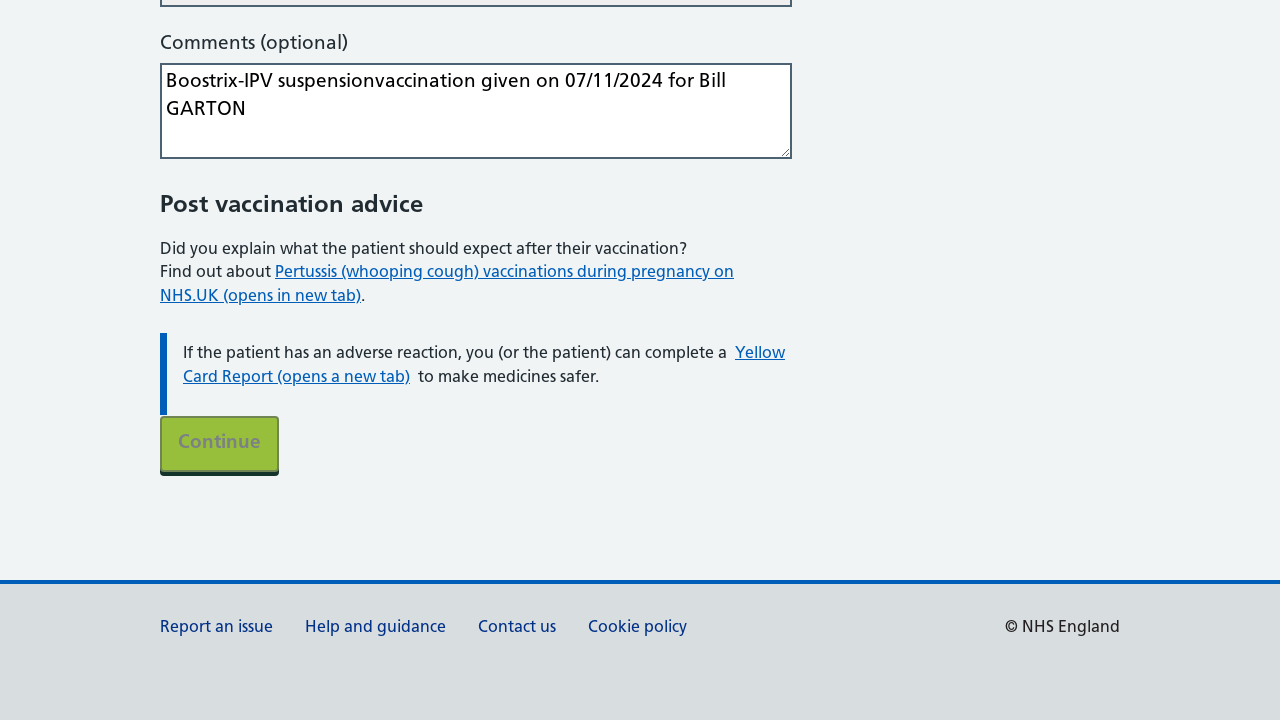 Comments (optional)
Boostrix-IPV suspensionvaccination given on 07/11/2024 for Bill
GARTON
Post vaccination advice
Did you explain what the patient should expect after their vaccination?
Find out about Pertussis (whooping cough) vaccinations during pregnancy on
NHS.UK (opens in new tab).
If the patient has an adverse reaction, you (or the patient) can complete a Yellow
Card Report (opens a new tab) to make medicines safer.
Continue
Report an issue Help and guidance Contact us Cookie policy © NHS England